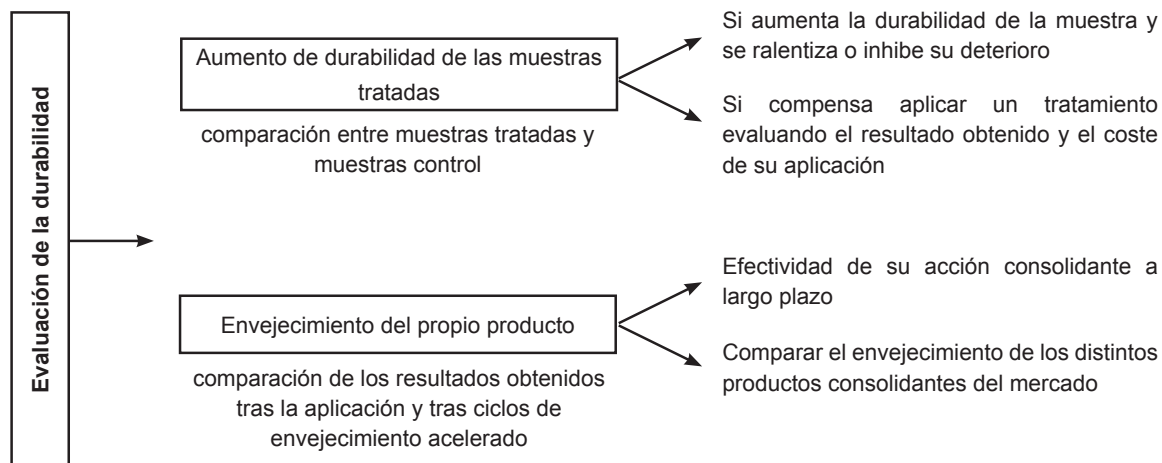 Evaluación de la durabilidad
Aumento de durabilidad de las muestras
tratadas
comparación entre muestras tratadas y
muestras control
Si aumenta la durabilidad de la muestra y
se ralentiza o inhibe su deterioro
Si compensa aplicar un tratamiento
evaluando el resultado obtenido y el coste
de su aplicación
Envejecimiento del propio producto
comparación de los resultados obtenidos
tras la aplicación y tras ciclos de
envejecimiento acelerado
Efectividad de su acción consolidante a
largo plazo
Comparar el envejecimiento de los distintos
productos consolidantes del mercado